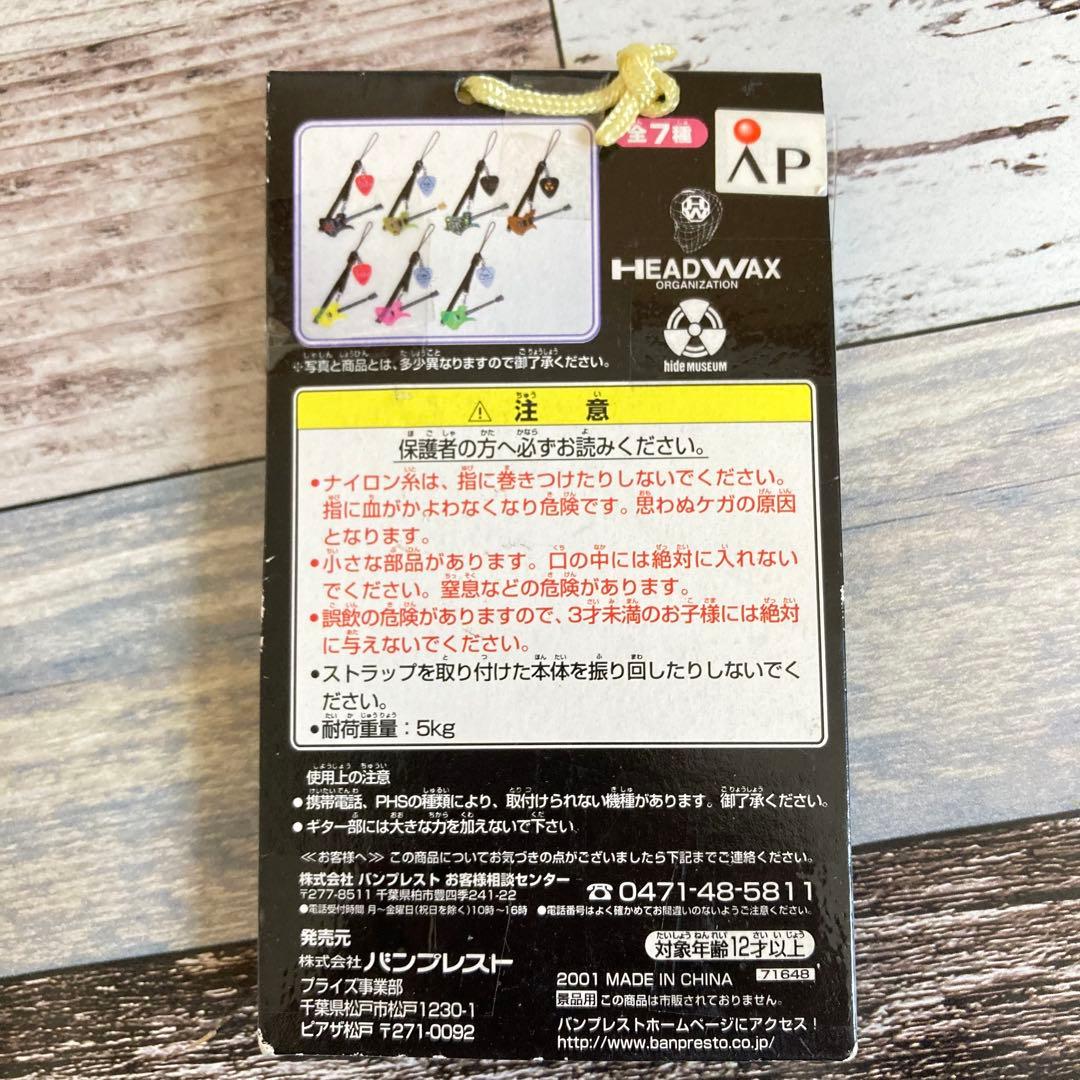 全7種
AP
HW
HEADWAX
ORGANIZATION
hide MUSEUM
※写真と商品とは、多少異なりますので御了承ください。
⚠ 注意
保護者の方へ必ずお読みください。
●ナイロン糸は、指に巻きつけたりしないでください。
指に血がかよわなくなり危険です。思わぬケガの原因
となります。
●小さな部品があります。口の中には絶対に入れない
でください。窒息などの危険があります。
●誤飲の危険がありますので、3才未満のお子様には絶対
に与えないでください。
●ストラップを取り付けた本体を振り回したりしないでく
ださい。
●耐荷重量：5kg
使用上の注意
●携帯電話、PHSの種類により、取付けられない機種があります。御了承ください。
●ギター部には大きな力を加えないで下さい。
≪お客様へ≫ この商品についてお気づきの点がございましたら下記までご連絡ください。
株式会社 バンプレスト お客様相談センター
〒277-8511 千葉県柏市豊四季241-22
☎0471-48-5811
●電話受付時間 月～金曜日(祝日を除く)10時～16時 ●電話番号はよく確かめてお間違いのないようご注意ください。
発売元
株式会社 バンプレスト
プライズ事業部
千葉県松戸市松戸1230-1
ピアザ松戸 〒271-0092
対象年齢12才以上
2001 MADE IN CHINA 71648
景品用 この商品は市販されておりません。
バンプレストホームページにアクセス！
http://www.banpresto.co.jp/